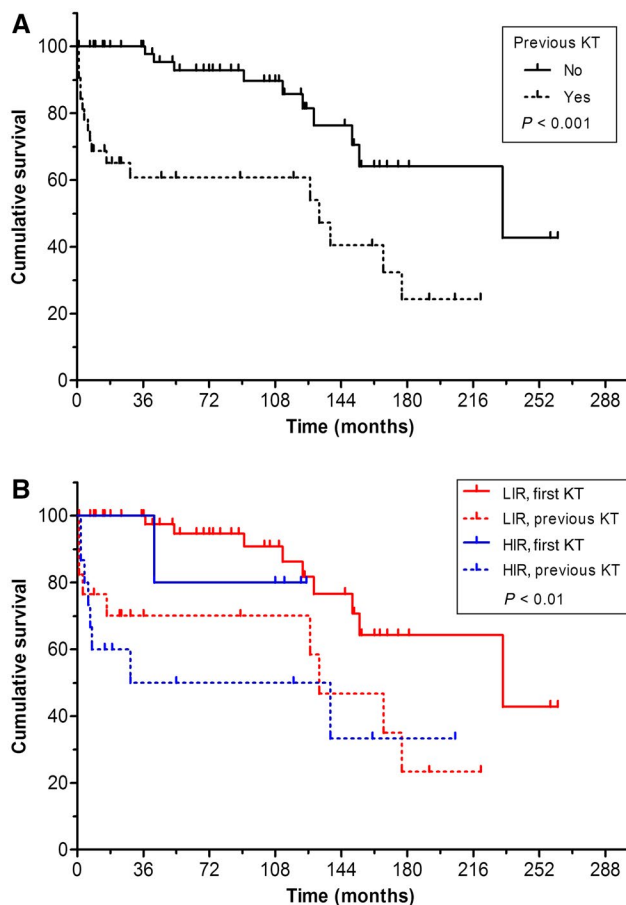 A
Cumulative survival
100
80
60
40
20
0
0 36 72 108 144 180 216 252 288
Time (months)
Previous KT
No
Yes
P < 0.001
B
Cumulative survival
100
80
60
40
20
0
0 36 72 108 144 180 216 252 288
Time (months)
LIR, first KT
LIR, previous KT
HIR, first KT
HIR, previous KT
P < 0.01